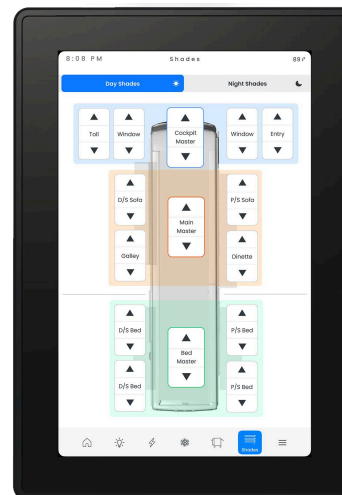 8:08 PM
Shades
89°
Day Shades
Night Shades
Toll
Window
Cockpit
Master
Window
Entry
D/S Sofa
Main
Master
P/S Sofa
Galley
Dinette
D/S Bed
Bed
Master
P/S Bed
D/S Bed
P/S Bed
Shades